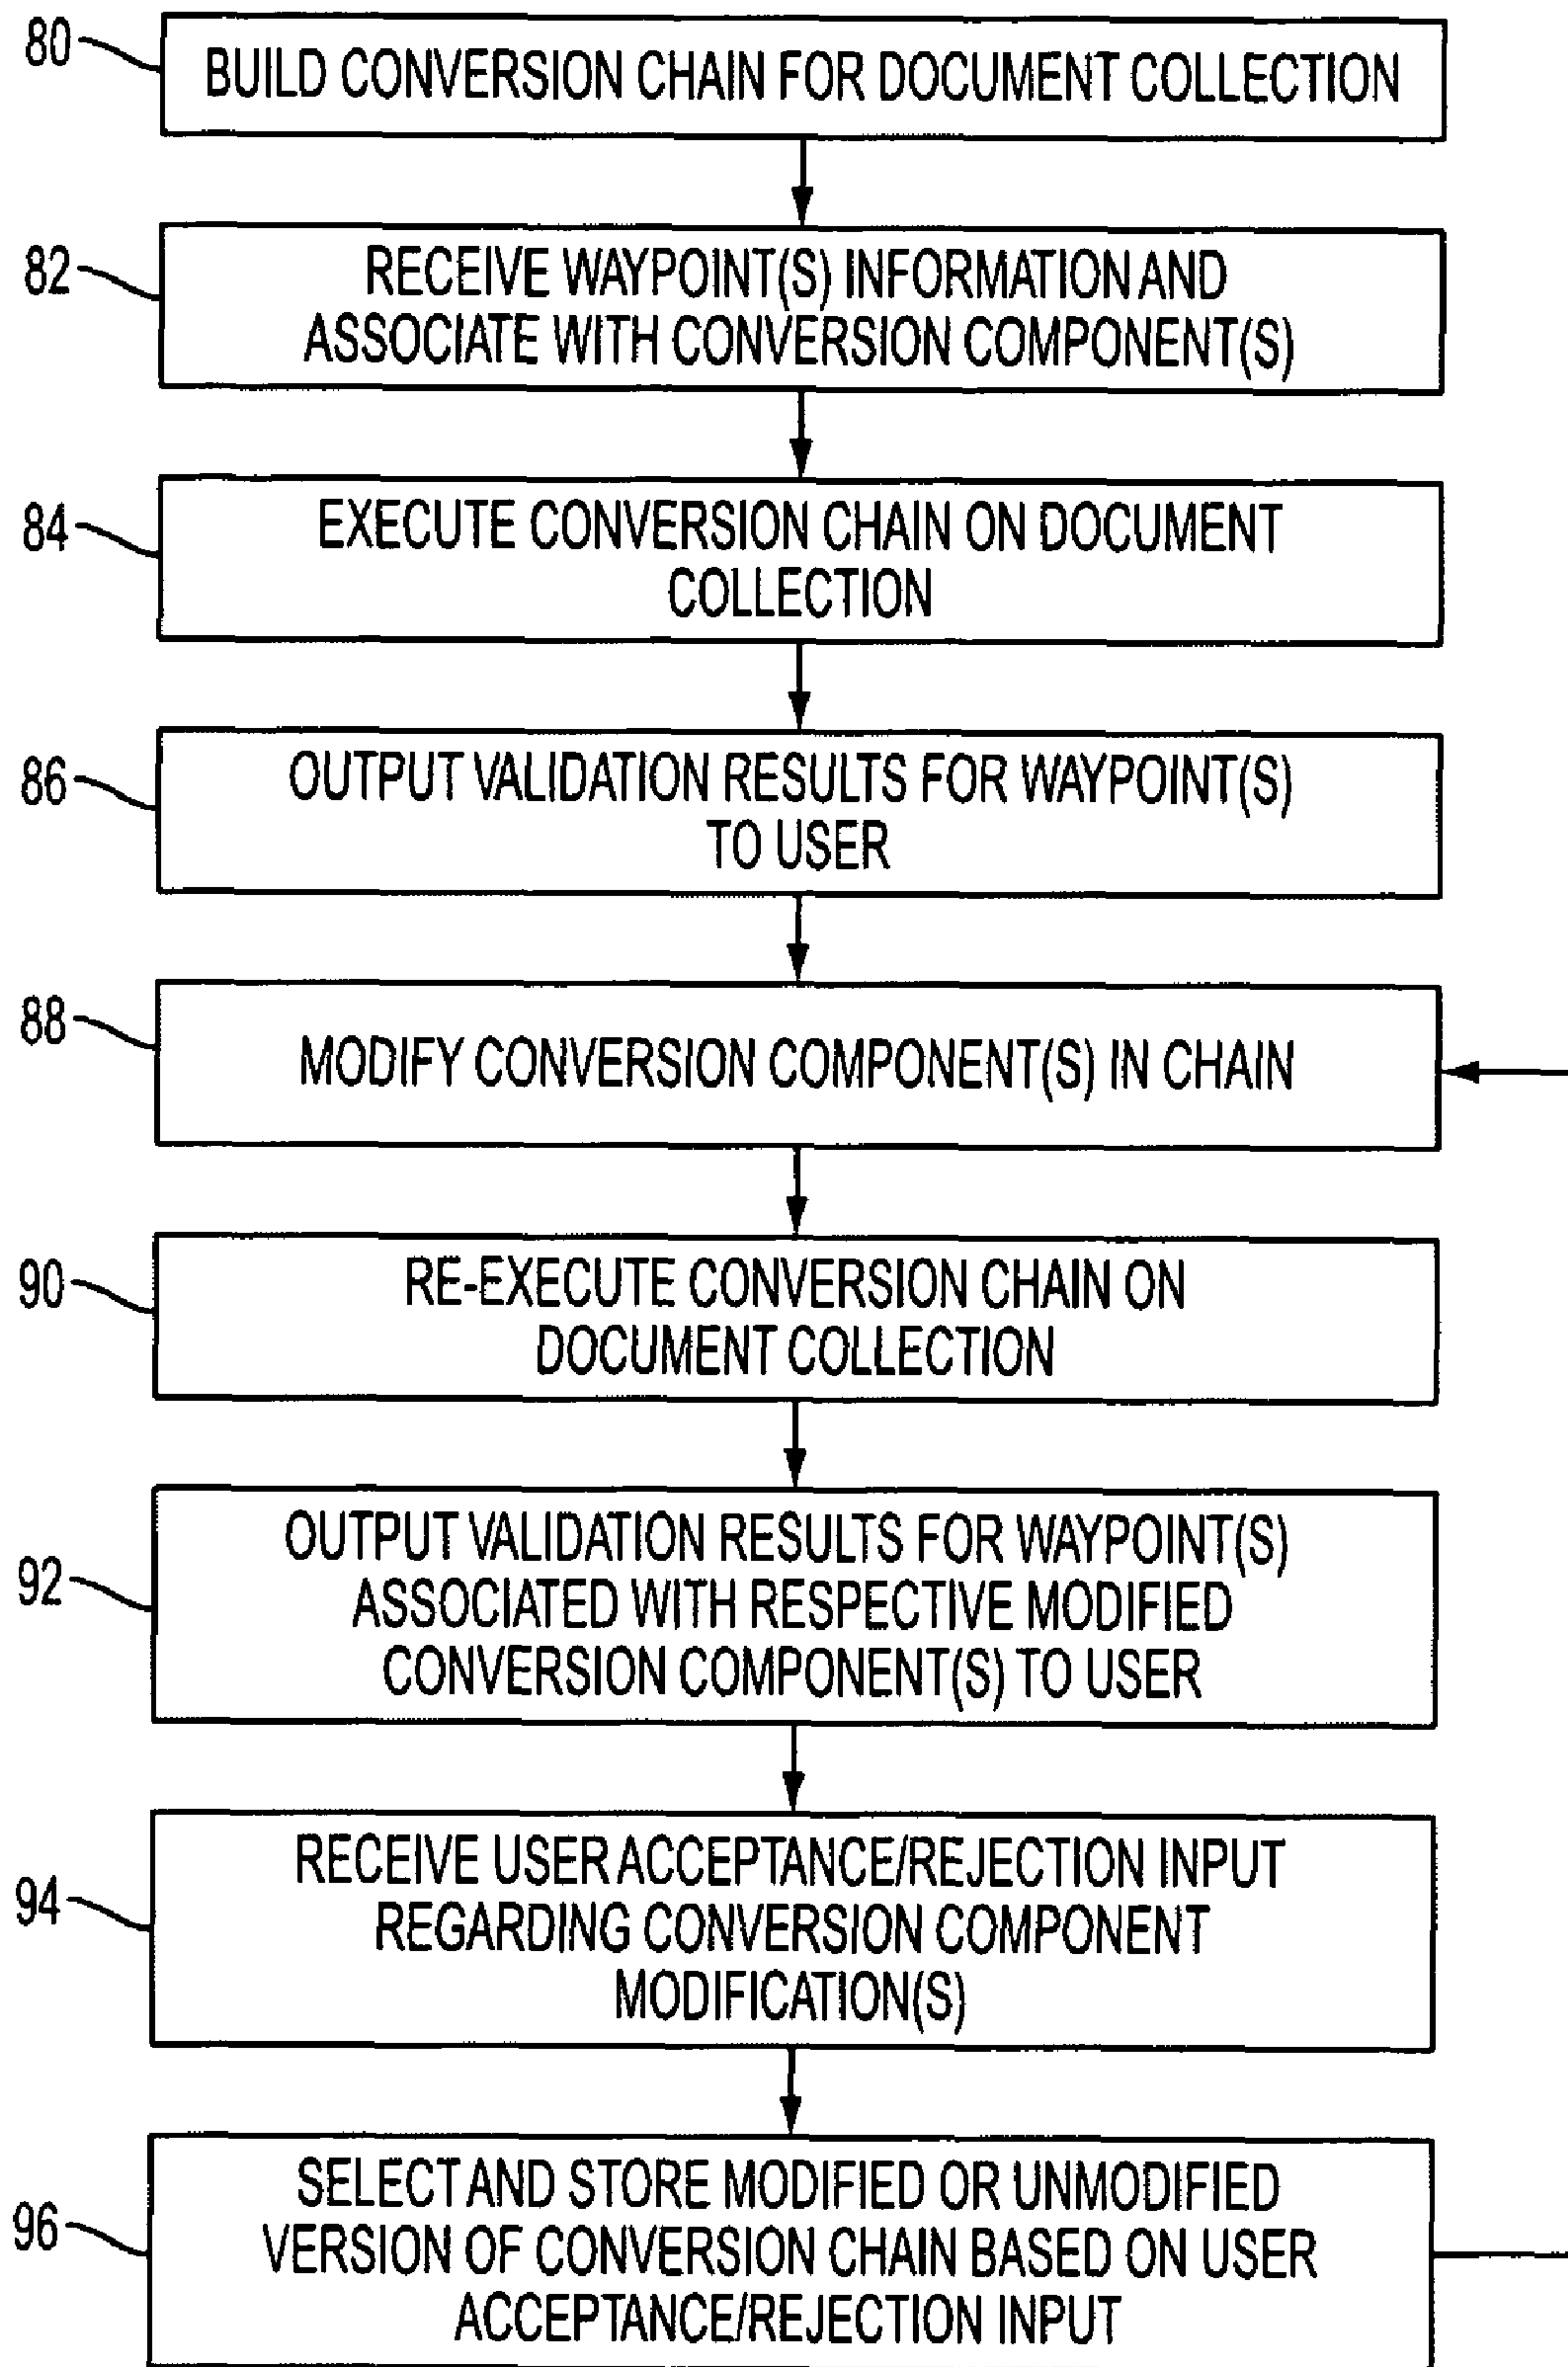 80
BUILD CONVERSION CHAIN FOR DOCUMENT COLLECTION
82
RECEIVE WAYPOINT(S) INFORMATION AND
ASSOCIATE WITH CONVERSION COMPONENT(S)
84
EXECUTE CONVERSION CHAIN ON DOCUMENT
COLLECTION
86
OUTPUT VALIDATION RESULTS FOR WAYPOINT(S)
TO USER
88
MODIFY CONVERSION COMPONENT(S) IN CHAIN
90
RE-EXECUTE CONVERSION CHAIN ON
DOCUMENT COLLECTION
92
OUTPUT VALIDATION RESULTS FOR WAYPOINT(S)
ASSOCIATED WITH RESPECTIVE MODIFIED
CONVERSION COMPONENT(S) TO USER
94
RECEIVE USER ACCEPTANCE/REJECTION INPUT
REGARDING CONVERSION COMPONENT
MODIFICATION(S)
96
SELECT AND STORE MODIFIED OR UNMODIFIED
VERSION OF CONVERSION CHAIN BASED ON USER
ACCEPTANCE/REJECTION INPUT